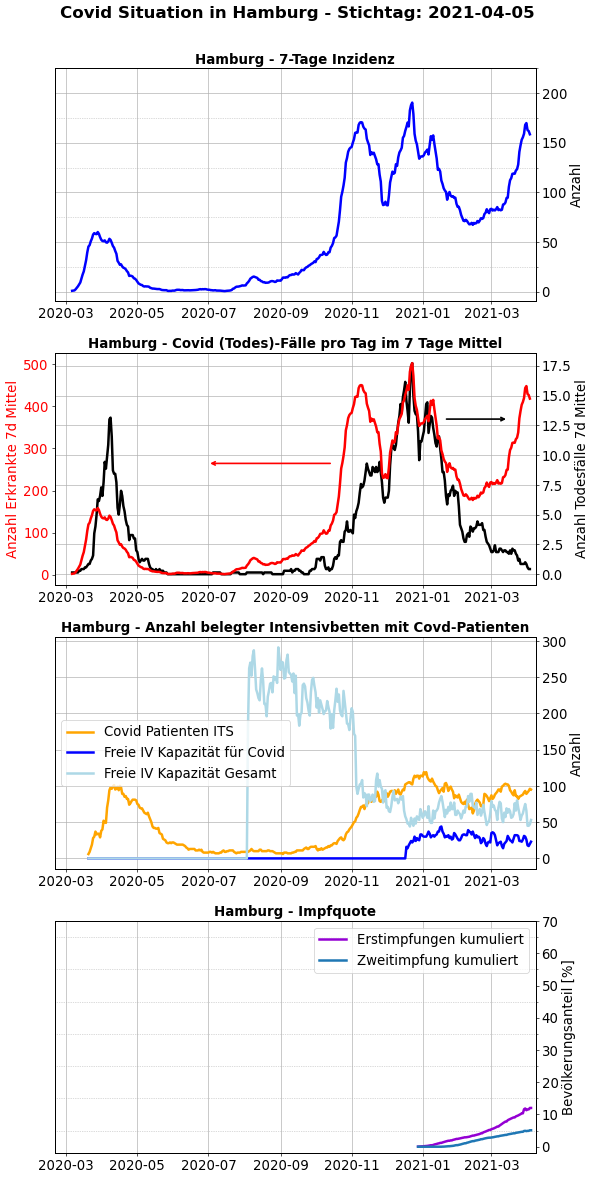 Covid Situation in Hamburg - Stichtag: 2021-04-05
Hamburg - 7-Tage Inzidenz
200
150
100
50
0
Anzahl
2020-03 2020-05 2020-07 2020-09 2020-11 2021-01 2021-03
Hamburg - Covid (Todes)-Fälle pro Tag im 7 Tage Mittel
Anzahl Erkrankte 7d Mittel
500
400
300
200
100
0
17.5
15.0
12.5
10.0
7.5
5.0
2.5
0.0
Anzahl Todesfälle 7d Mittel
2020-03 2020-05 2020-07 2020-09 2020-11 2021-01 2021-03
Hamburg - Anzahl belegter Intensivbetten mit Covd-Patienten
Covid Patienten ITS
Freie IV Kapazität für Covid
Freie IV Kapazität Gesamt
300
250
200
150
100
50
0
Anzahl
2020-03 2020-05 2020-07 2020-09 2020-11 2021-01 2021-03
Hamburg - Impfquote
Erstimpfungen kumuliert
Zweitimpfung kumuliert
70
60
50
40
30
20
10
0
Bevölkerungsanteil [%]
2020-03 2020-05 2020-07 2020-09 2020-11 2021-01 2021-03